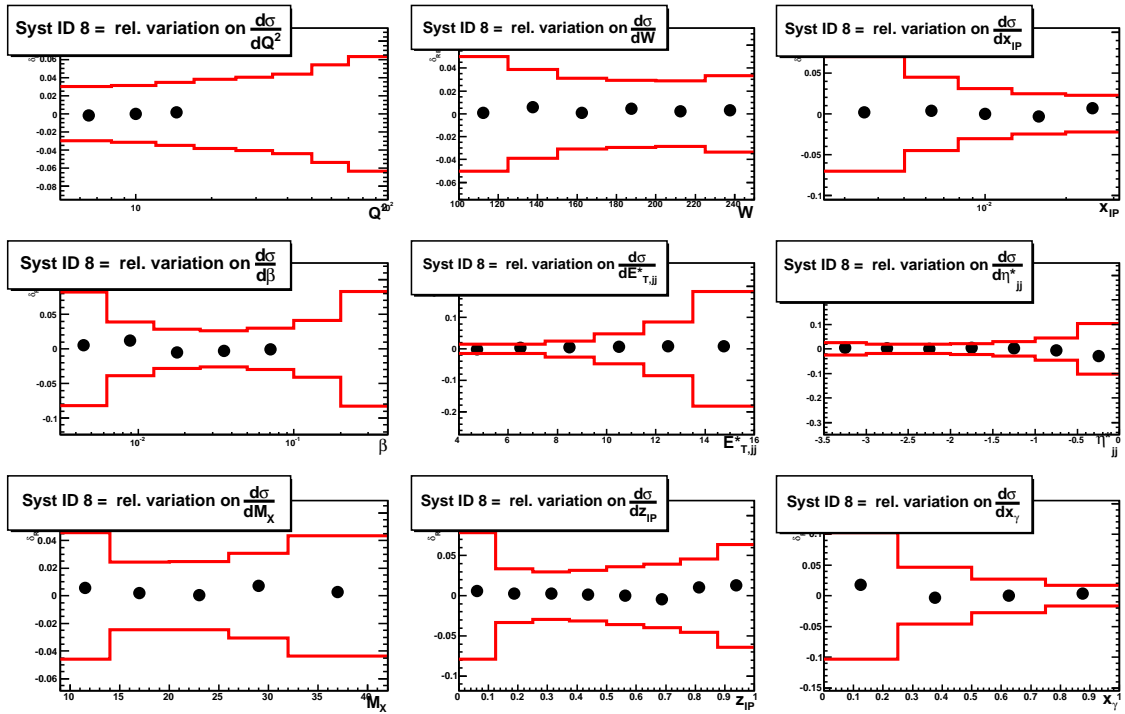 Syst ID 8 = rel. variation on dσ/dQ²
Syst ID 8 = rel. variation on dσ/dW
Syst ID 8 = rel. variation on dσ/dx_IP
0.06
0.04
0.02
0
-0.02
-0.04
-0.06
-0.08
10
Q²
0.06
0.04
0.02
0
-0.02
-0.04
-0.06
100 120 140 160 180 200 220 240
W
0.05
0
-0.05
-0.1
10⁻²
x_IP
Syst ID 8 = rel. variation on dσ/dβ
Syst ID 8 = rel. variation on dσ/dE*_T,jj
Syst ID 8 = rel. variation on dσ/dη*_jj
0.05
0
-0.05
-0.1
10⁻² 10⁻¹
β
0.1
0
-0.1
-0.2
4 6 8 10 12 14 16
E*_T,jj
0.1
0
-0.1
-0.2
-0.3
-3.5 -3 -2.5 -2 -1.5 -1 -0.5 0
η*_jj
Syst ID 8 = rel. variation on dσ/dM_X
Syst ID 8 = rel. variation on dσ/dz_IP
Syst ID 8 = rel. variation on dσ/dx_γ
0.04
0.02
0
-0.02
-0.04
-0.06
10 15 20 25 30 35 40
M_X
0.05
0
-0.05
-0.1
0 0.1 0.2 0.3 0.4 0.5 0.6 0.7 0.8 0.9 1
z_IP
0.1
0.05
0
-0.05
-0.1
-0.15
0 0.1 0.2 0.3 0.4 0.5 0.6 0.7 0.8 0.9 1
x_γ